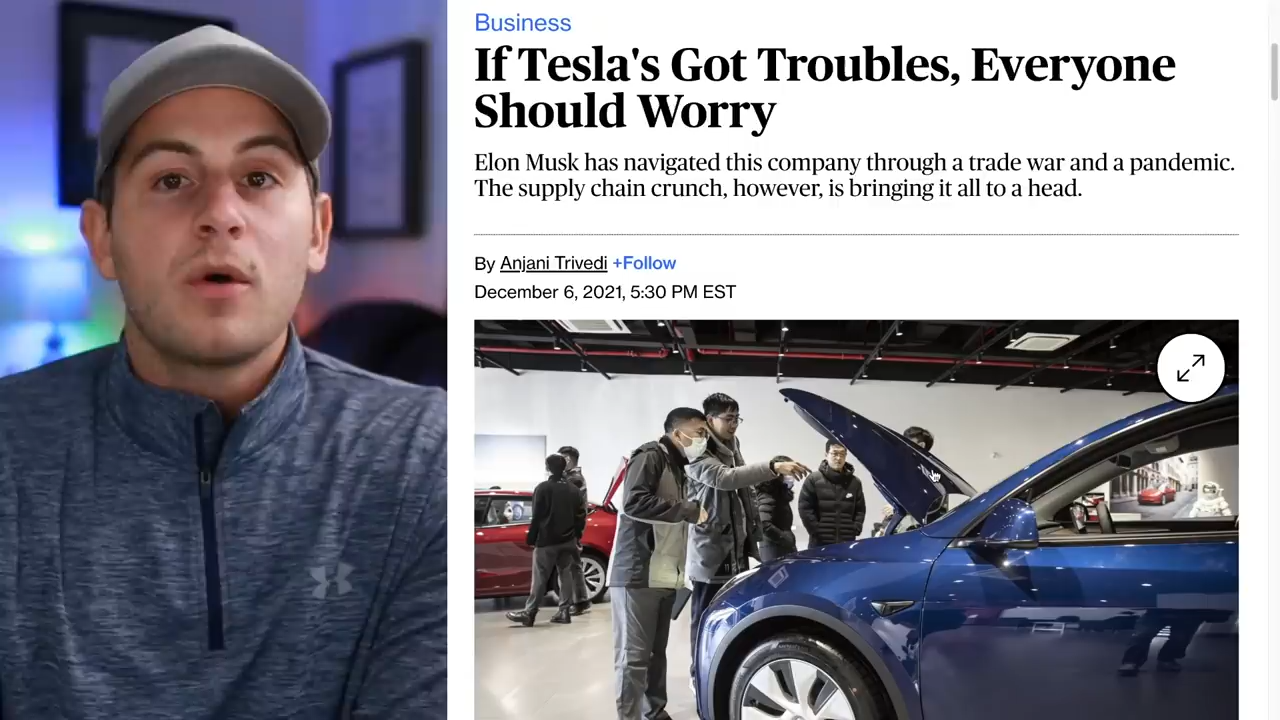 Business
If Tesla's Got Troubles, Everyone
Should Worry
Elon Musk has navigated this company through a trade war and a pandemic.
The supply chain crunch, however, is bringing it all to a head.
By Anjani Trivedi +Follow
December 6, 2021, 5:30 PM EST